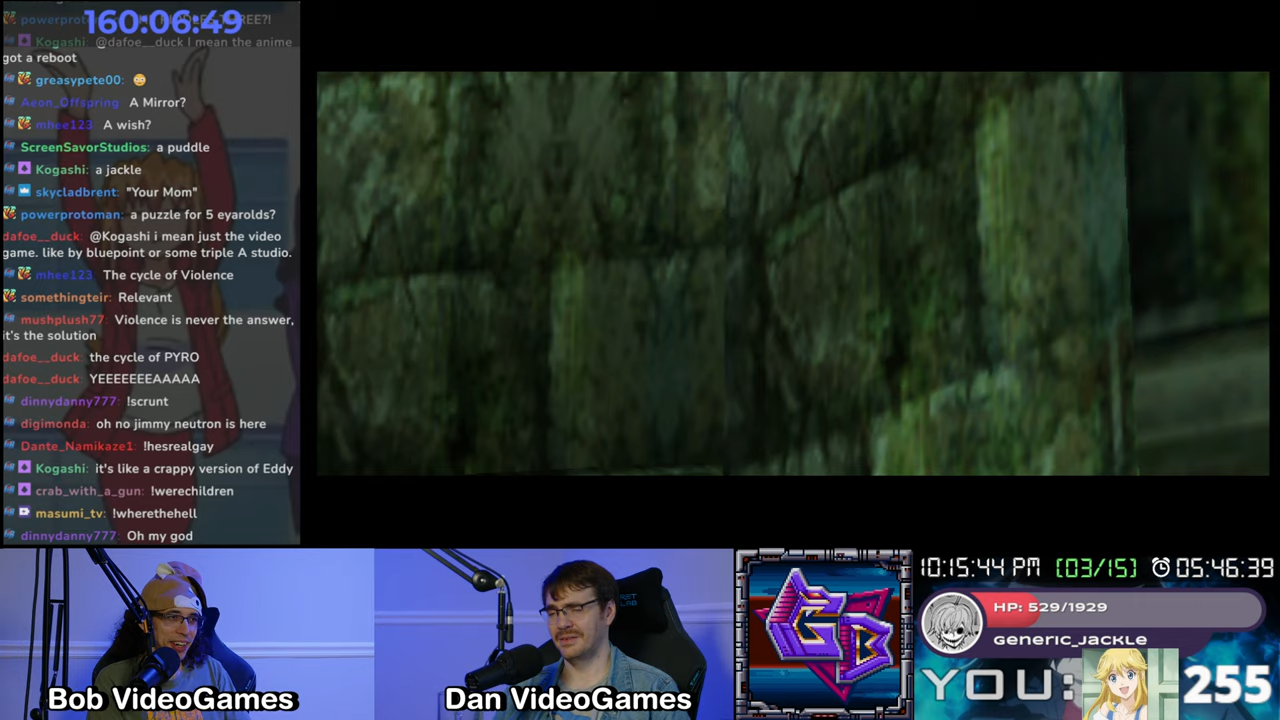 160:06:49
Kogashi: @dafoe__duck I mean the anime
got a reboot
greasypete00:
Aeon_Offspring A Mirror?
mhee123 A wish?
ScreenSavorStudios: a puddle
Kogashi: a jackle
skycladbrent: "Your Mom"
powerprotoman: a puzzle for 5 eyarolds?
dafoe__duck: @Kogashi i mean just the video
game. like by bluepoint or some triple A studio.
mhee123 The cycle of Violence
somethingteir: Relevant
mushplush77: Violence is never the answer,
it's the solution
dafoe__duck: the cycle of PYRO
dafoe__duck: YEEEEEEEAAAAA
dinnydanny777: !scrunt
digimonda: oh no jimmy neutron is here
Dante_Namikaze1: !hesrealgay
Kogashi: it's like a crappy version of Eddy
crab_with_a_gun: !werechildren
masumi_tv: !wherethehell
dinnydanny777: Oh my god
Bob VideoGames
Dan VideoGames
GB
10:15:44 PM [03/15] 05:46:39
HP: 529/1929
Generic_Jackle
YOU: 255